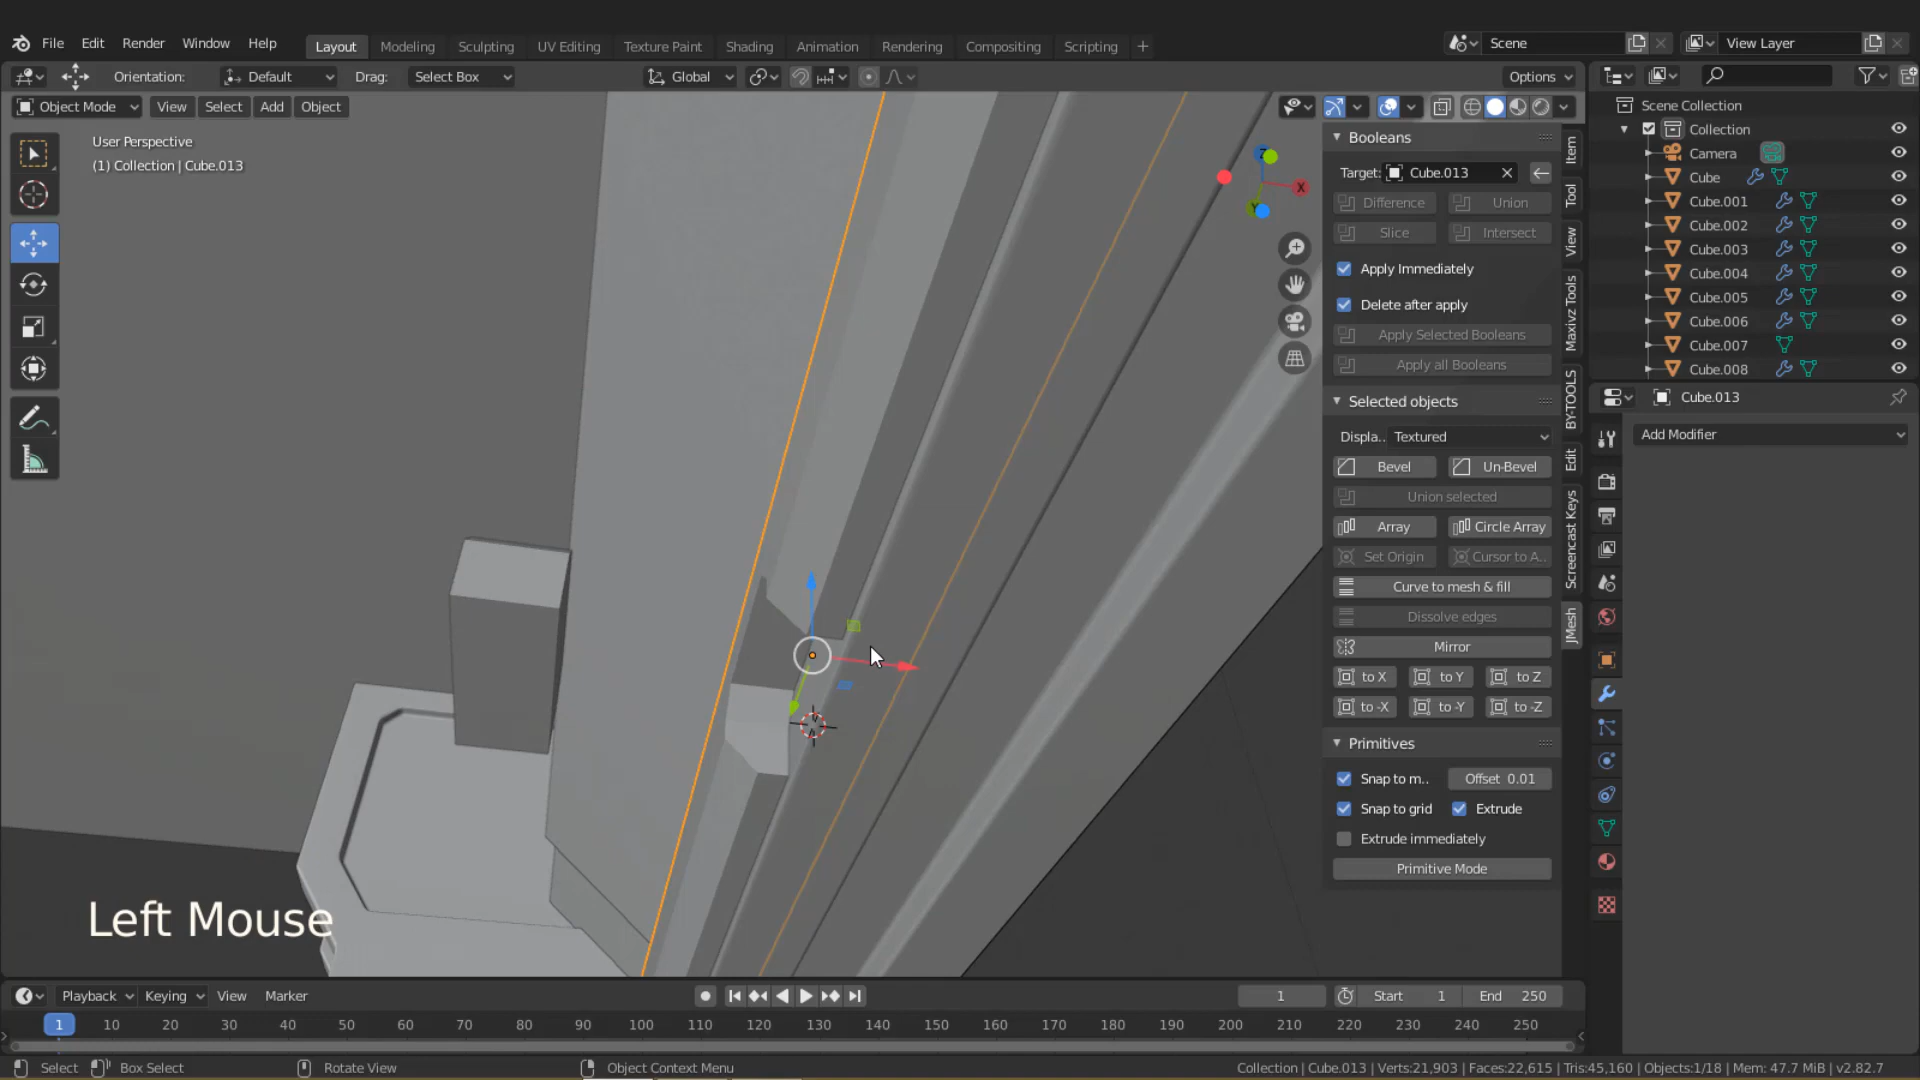 File Edit Render Window Help Layout Modeling Sculpting UV Editing Texture Paint Shading Animation Rendering Compositing Scripting + Scene View Layer
Orientation: Default Drag: Select Box Global Options
Object Mode View Select Add Object
User Perspective
(1) Collection | Cube.013
X
Y
Z
Booleans
Target: Cube.013
Difference Union
Slice Intersect
Apply Immediately
Delete after apply
Apply Selected Booleans
Apply all Booleans
Selected objects
Displa.. Textured
Bevel Un-Bevel
Union selected
Array Circle Array
Set Origin Cursor to A..
Curve to mesh & fill
Dissolve edges
Mirror
to X to Y to Z
to -X to -Y to -Z
Primitives
Snap to m.. Offset 0.01
Snap to grid Extrude
Extrude immediately
Primitive Mode
Item
Tool
View
Maxivz Tools
BY-TOOLS
Edit
Screencast Keys
JMesh
Scene Collection
Collection
Camera
Cube
Cube.001
Cube.002
Cube.003
Cube.004
Cube.005
Cube.006
Cube.007
Cube.008
Cube.013
Add Modifier
Left Mouse
Playback Keying View Marker 1 Start 1 End 250
1 10 20 30 40 50 60 70 80 90 100 110 120 130 140 150 160 170 180 190 200 210 220 230 240 250
Select Box Select Rotate View Object Context Menu Collection | Cube.013 | Verts:21,903 | Faces:22,615 | Tris:45,160 | Objects:1/18 | Mem: 47.7 MiB | v2.82.7